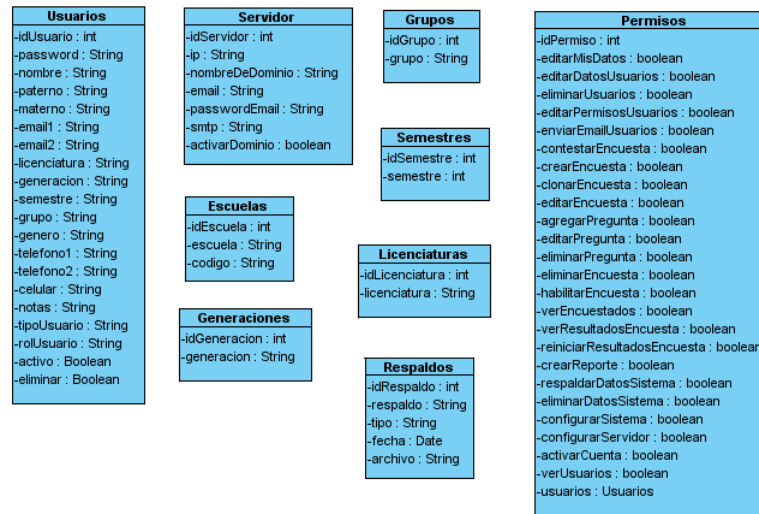 Usuarios
-idUsuario : int
-password : String
-nombre : String
-paterno : String
-materno : String
-email1 : String
-email2 : String
-licenciatura : String
-generacion : String
-semestre : String
-grupo : String
-genero : String
-telefono1 : String
-telefono2 : String
-celular : String
-notas : String
-tipoUsuario : String
-rolUsuario : String
-activo : Boolean
-eliminar : Boolean
Servidor
-idServidor : int
-ip : String
-nombreDeDominio : String
-email : String
-passwordEmail : String
-smtp : String
-activarDominio : boolean
Escuelas
-idEscuela : int
-escuela : String
-codigo : String
Generaciones
-idGeneracion : int
-generacion : String
Grupos
-idGrupo : int
-grupo : String
Semestres
-idSemestre : int
-semestre : int
Licenciaturas
-idLicenciatura : int
-licenciatura : String
Respaldos
-idRespaldo : int
-respaldo : String
-tipo : String
-fecha : Date
-archivo : String
Permisos
-idPermiso : int
-editarMisDatos : boolean
-editarDatosUsuarios : boolean
-eliminarUsuarios : boolean
-editarPermisosUsuarios : boolean
-enviarEmailUsuarios : boolean
-contestarEncuesta : boolean
-crearEncuesta : boolean
-clonarEncuesta : boolean
-editarEncuesta : boolean
-agregarPregunta : boolean
-editarPregunta : boolean
-eliminarPregunta : boolean
-eliminarEncuesta : boolean
-habilitarEncuesta : boolean
-verEncuestados : boolean
-verResultadosEncuesta : boolean
-reiniciarResultadosEncuesta : boolean
-crearReporte : boolean
-respaldarDatosSistema : boolean
-eliminarDatosSistema : boolean
-configurarSistema : boolean
-configurarServidor : boolean
-activarCuenta : boolean
-verUsuarios : boolean
-usuarios : Usuarios